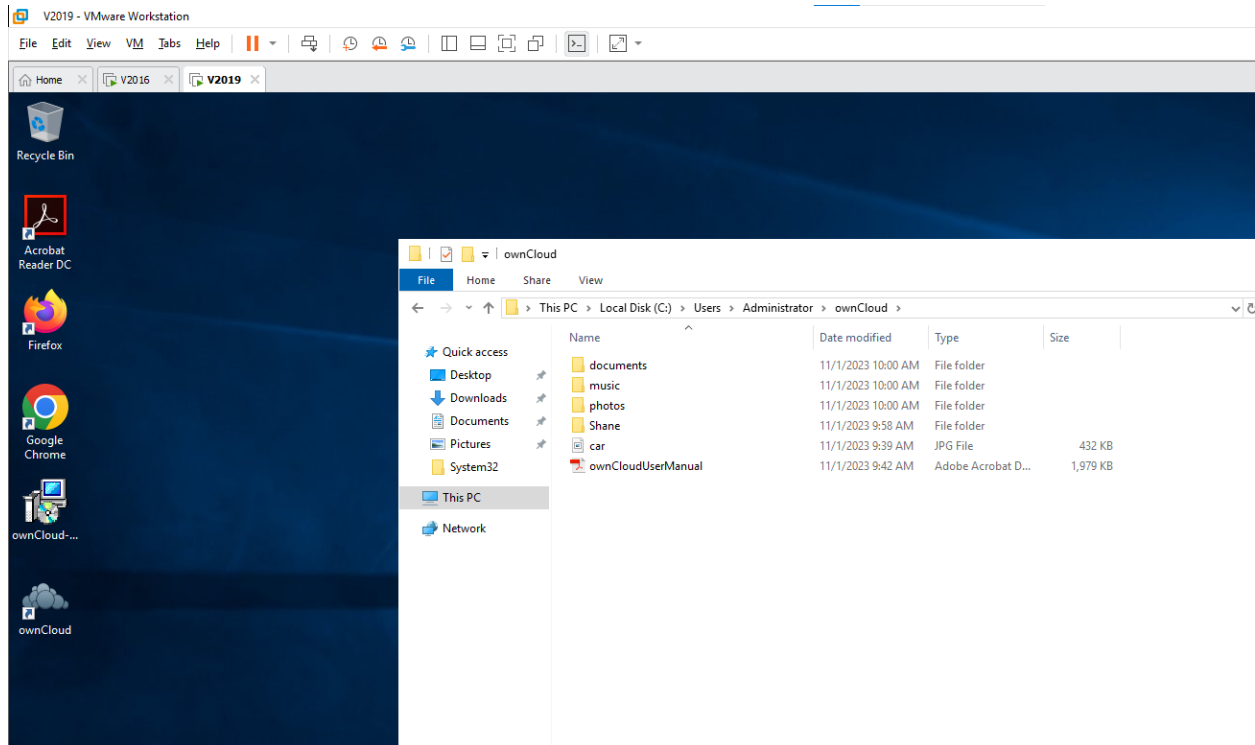 V2019 - VMware Workstation
File Edit View VM Tabs Help
Home V2016 V2019
Recycle Bin
Acrobat
Reader DC
Firefox
Google
Chrome
ownCloud-...
ownCloud
ownCloud
File Home Share View
This PC > Local Disk (C:) > Users > Administrator > ownCloud >
Quick access
Desktop
Downloads
Documents
Pictures
System32
This PC
Network
Name Date modified Type Size
documents 11/1/2023 10:00 AM File folder
music 11/1/2023 10:00 AM File folder
photos 11/1/2023 10:00 AM File folder
Shane 11/1/2023 9:58 AM File folder
car 11/1/2023 9:39 AM JPG File 432 KB
ownCloudUserManual 11/1/2023 9:42 AM Adobe Acrobat D... 1,979 KB